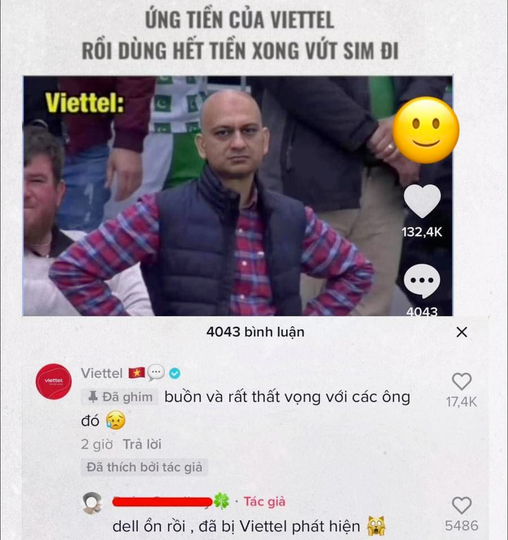 ỨNG TIỀN CỦA VIETTEL
RỒI DÙNG HẾT TIỀN XONG VỨT SIM ĐI
Viettel:
132,4K
4043
4043 bình luận
viettel
Viettel
Đã ghim buồn và rất thất vọng với các ông
đó
17,4K
2 giờ Trả lời
Đã thích bởi tác giả
· Tác giả
dell ổn rồi , đã bị Viettel phát hiện
5486